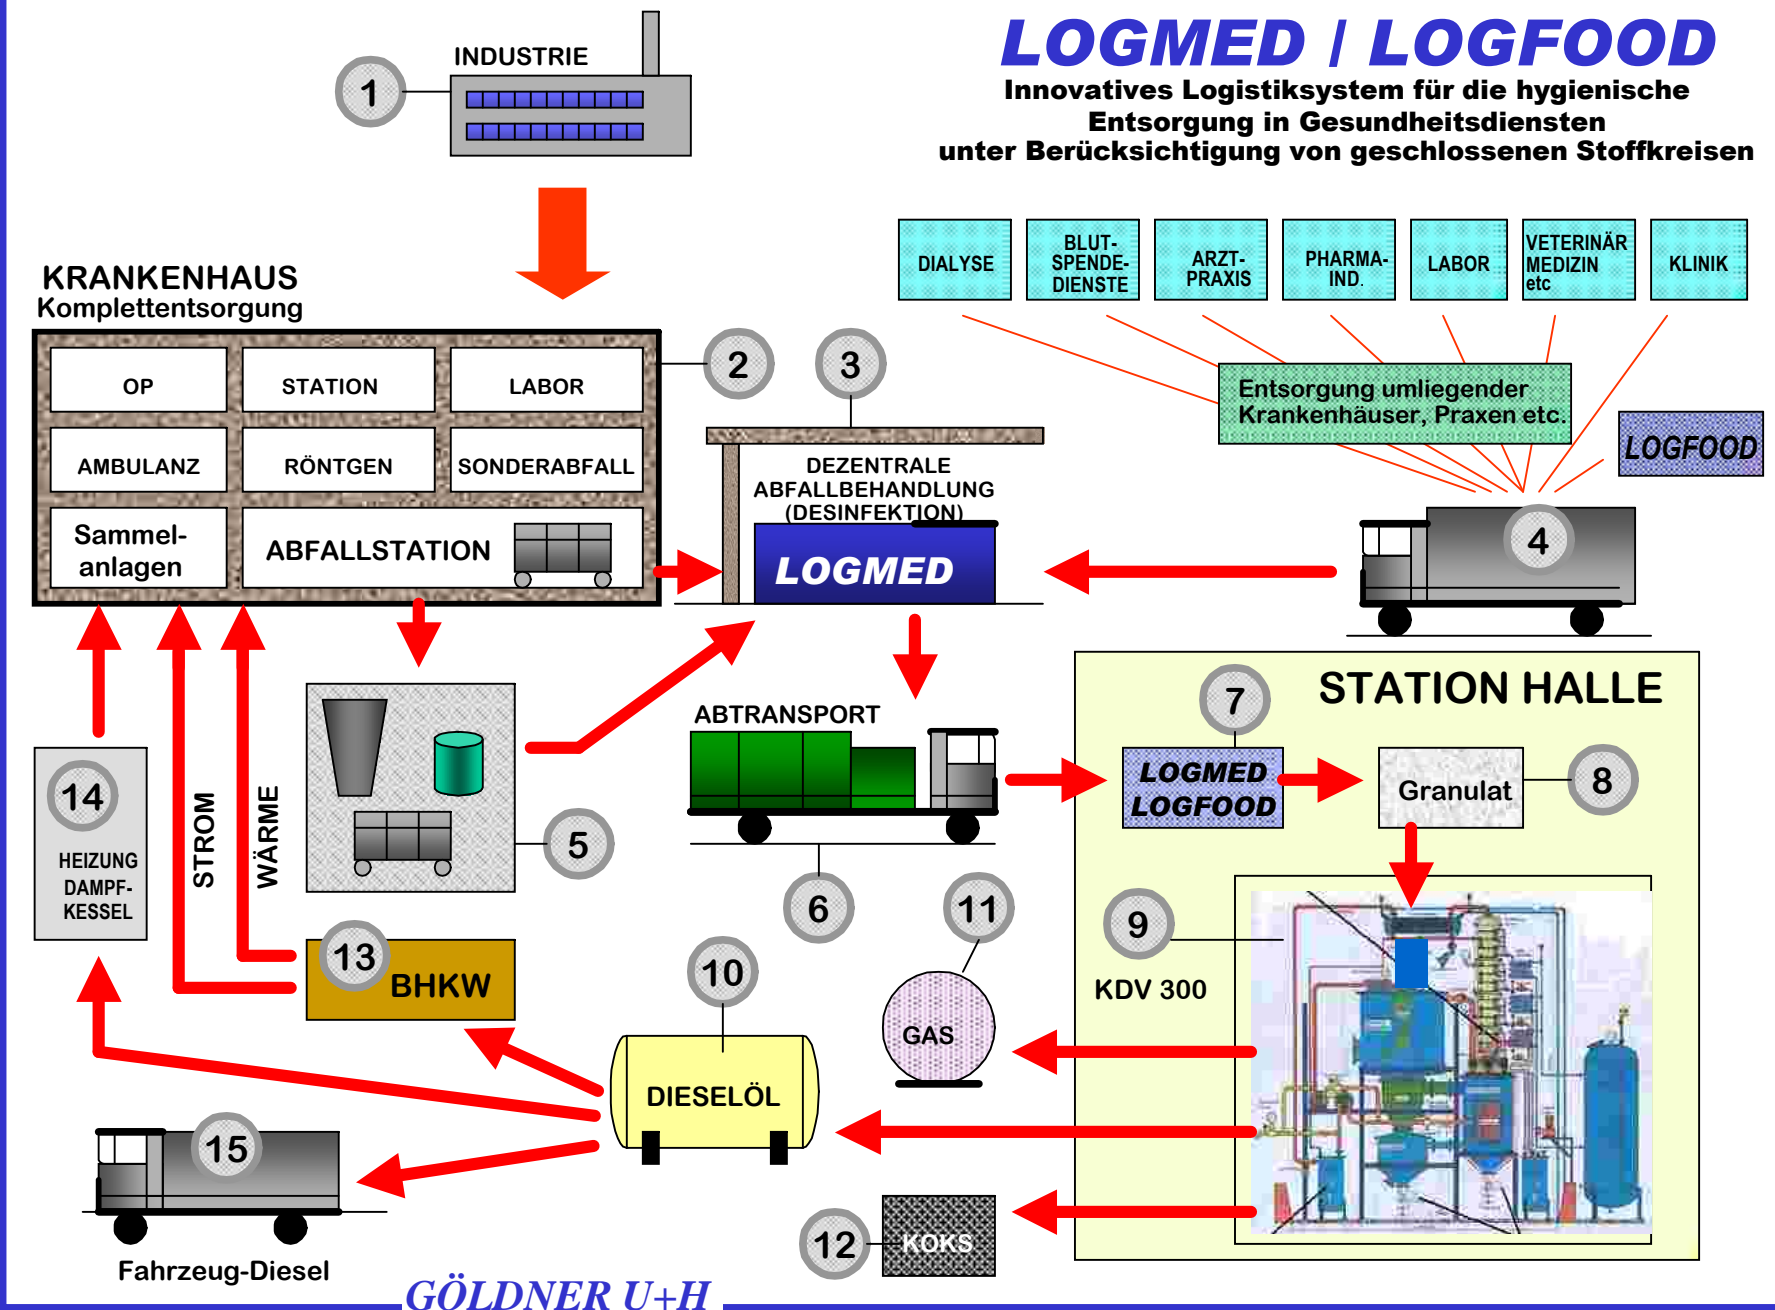 LOGMED / LOGFOOD
Innovatives Logistiksystem für die hygienische
Entsorgung in Gesundheitsdiensten
unter Berücksichtigung von geschlossenen Stoffkreisen
INDUSTRIE
1
KRANKENHAUS
Komplettentsorgung
OP
STATION
LABOR
AMBULANZ
RÖNTGEN
SONDERABFALL
Sammel-
anlagen
ABFALLSTATION
2
3
DEZENTRALE
ABFALLBEHANDLUNG
(DESINFEKTION)
LOGMED
DIALYSE
BLUT-
SPENDE-
DIENSTE
ARZT-
PRAXIS
PHARMA-
IND.
LABOR
VETERINÄR
MEDIZIN
etc
KLINIK
Entsorgung umliegender
Krankenhäuser, Praxen etc.
LOGFOOD
4
14
HEIZUNG
DAMPF-
KESSEL
STROM
WÄRME
5
ABTRANSPORT
6
STATION HALLE
7
LOGMED
LOGFOOD
Granulat
8
9
KDV 300
13
BHKW
10
DIESELÖL
11
GAS
12
KOKS
15
Fahrzeug-Diesel
GÖLDNER U+H